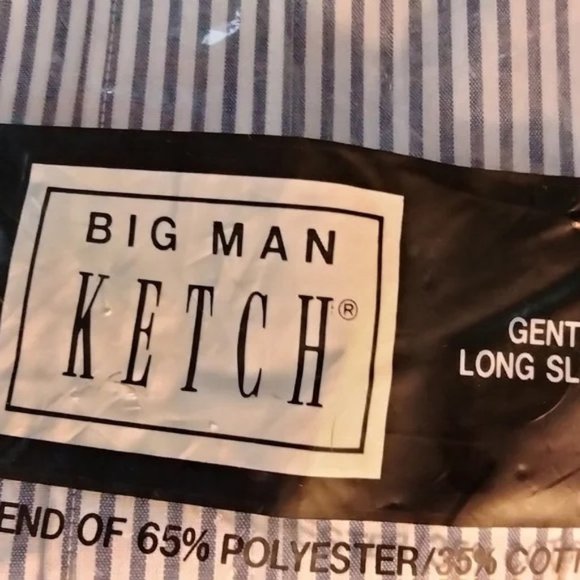 BIG MAN
KETCH®
GENT
LONG SL
END OF 65% POLYESTER/35% COTT